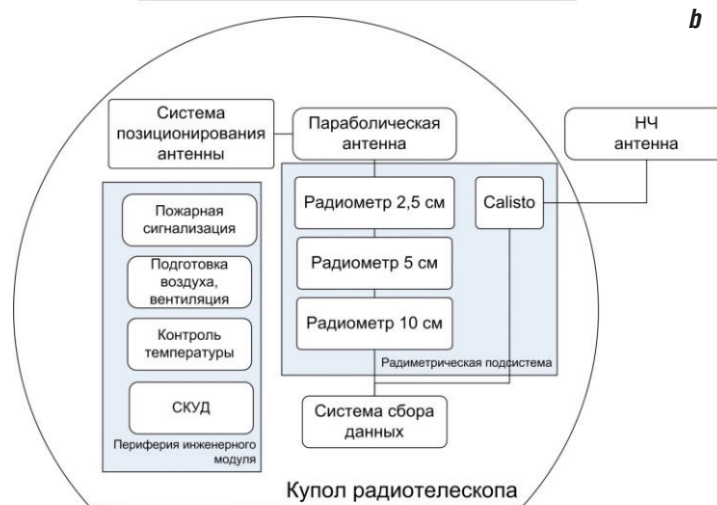 b
Система
позиционирования
антенны
Параболическая
антенна
НЧ
антенна
Пожарная
сигнализация
Подготовка
воздуха,
вентиляция
Контроль
температуры
СКУД
Периферия инженерного
модуля
Радиометр 2,5 см
Calisto
Радиометр 5 см
Радиометр 10 см
Радиметрическая подсистема
Система сбора
данных
Купол радиотелескопа